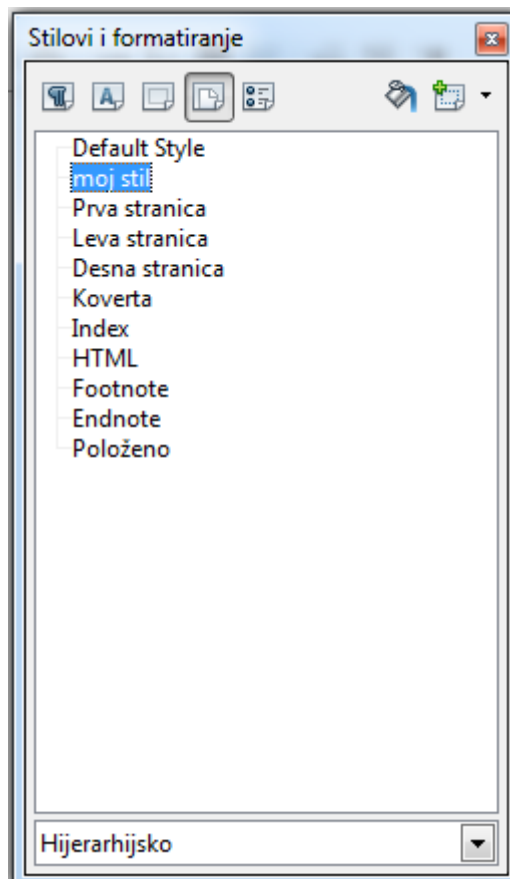 Stilovi i formatiranje
Default Style
moj stil
Prva stranica
Leva stranica
Desna stranica
Koverta
Index
HTML
Footnote
Endnote
Položeno
Hijerarhijsko